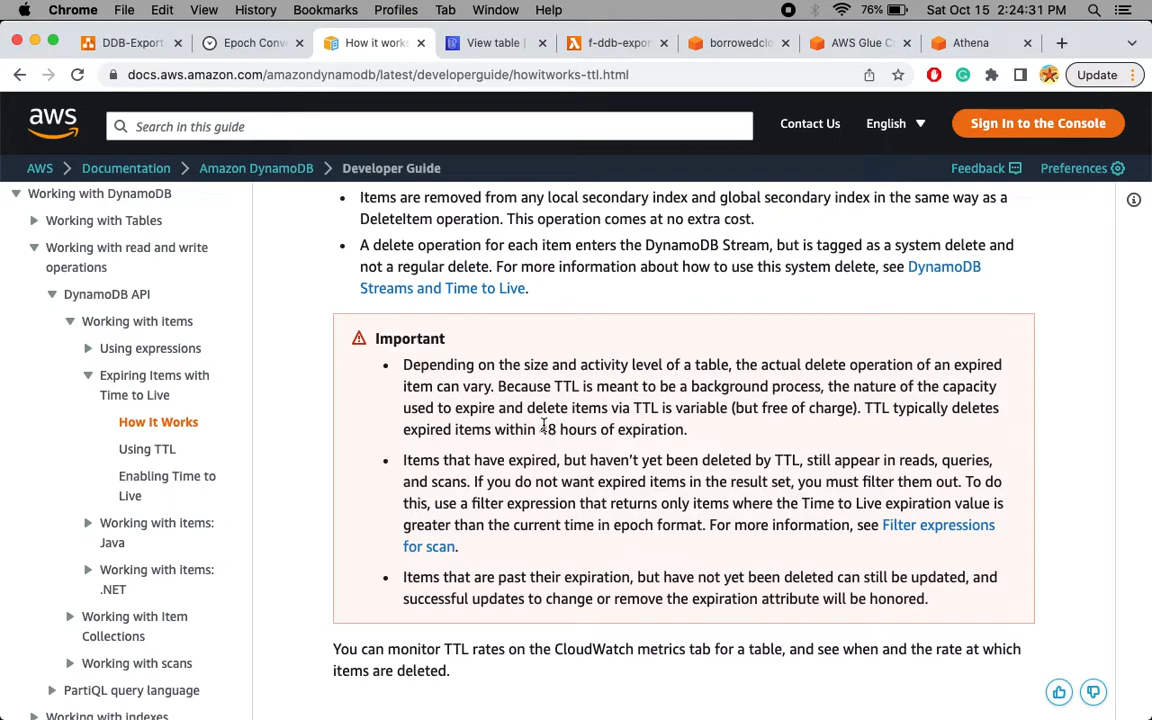 Chrome File Edit View History Bookmarks Profiles Tab Window Help 76% Sat Oct 15 2:24:31 PM
DDB-Export Epoch Conv How it works View table | f-ddb-expor borrowedclo AWS Glue Co Athena
docs.aws.amazon.com/amazondynamodb/latest/developerguide/howitworks-ttl.html Update
aws Search in this guide Contact Us English Sign In to the Console
AWS Documentation Amazon DynamoDB Developer Guide Feedback Preferences
Working with DynamoDB
Working with Tables
Working with read and write
operations
DynamoDB API
Working with items
Using expressions
Expiring Items with
Time to Live
How It Works
Using TTL
Enabling Time to
Live
Working with items:
Java
Working with items:
.NET
Working with Item
Collections
Working with scans
PartiQL query language
Working with indexes
• Items are removed from any local secondary index and global secondary index in the same way as a
DeleteItem operation. This operation comes at no extra cost.
• A delete operation for each item enters the DynamoDB Stream, but is tagged as a system delete and
not a regular delete. For more information about how to use this system delete, see DynamoDB
Streams and Time to Live.
Important
• Depending on the size and activity level of a table, the actual delete operation of an expired
item can vary. Because TTL is meant to be a background process, the nature of the capacity
used to expire and delete items via TTL is variable (but free of charge). TTL typically deletes
expired items within 48 hours of expiration.
• Items that have expired, but haven't yet been deleted by TTL, still appear in reads, queries,
and scans. If you do not want expired items in the result set, you must filter them out. To do
this, use a filter expression that returns only items where the Time to Live expiration value is
greater than the current time in epoch format. For more information, see Filter expressions
for scan.
• Items that are past their expiration, but have not yet been deleted can still be updated, and
successful updates to change or remove the expiration attribute will be honored.
You can monitor TTL rates on the CloudWatch metrics tab for a table, and see when and the rate at which
items are deleted.